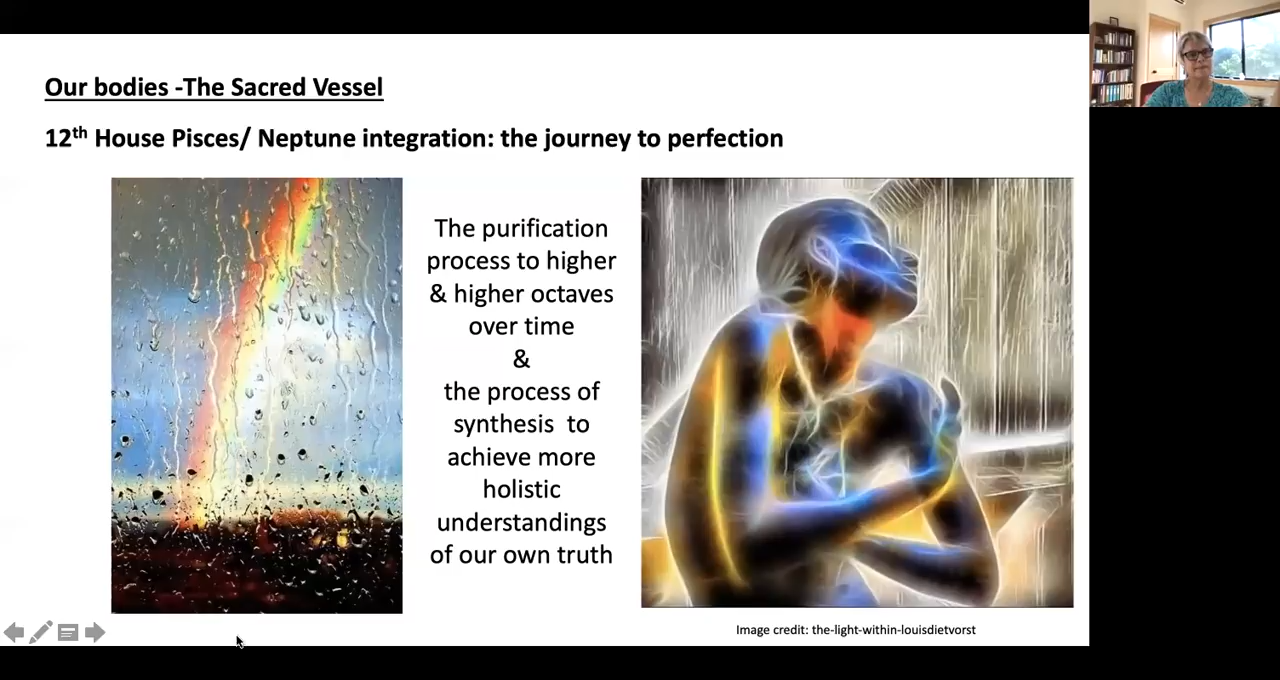 Our bodies -The Sacred Vessel
12th House Pisces/ Neptune integration: the journey to perfection
The purification
process to higher
& higher octaves
over time
&
the process of
synthesis to
achieve more
holistic
understandings
of our own truth
Image credit: the-light-within-louisdietvorst